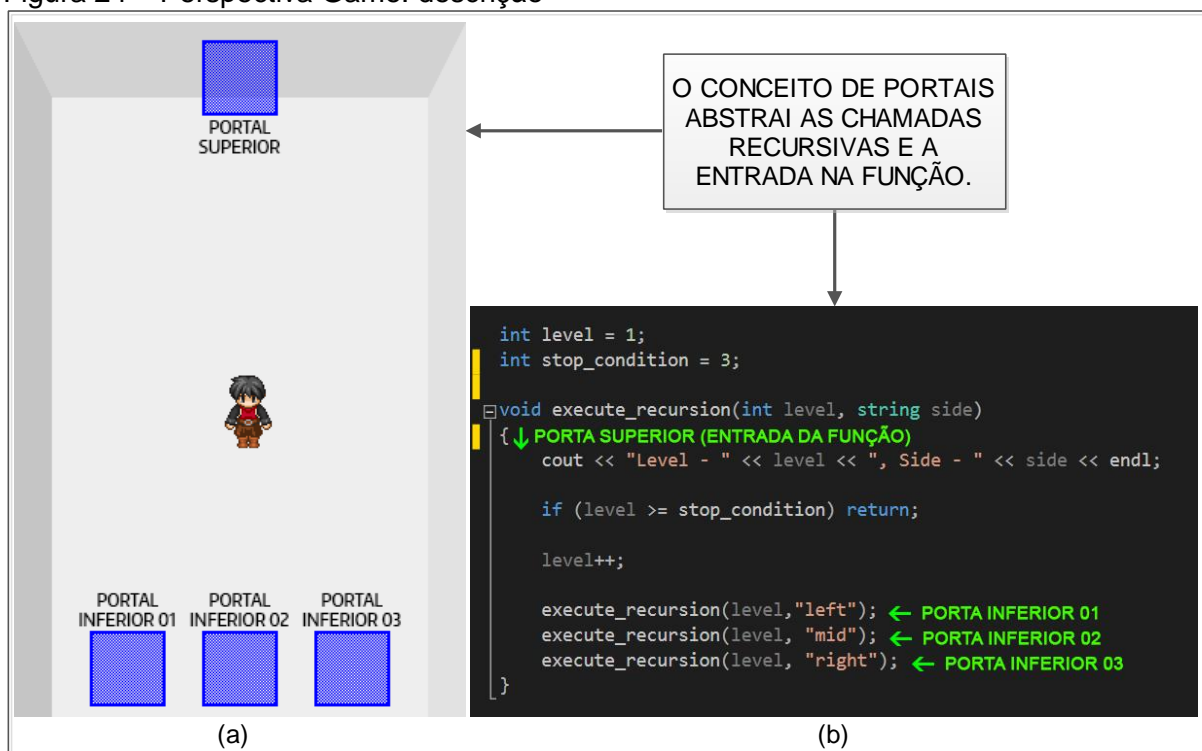 Figura 24 – Perspectiva Game: descrição
PORTAL
SUPERIOR
PORTAL
INFERIOR 01
PORTAL
INFERIOR 02
PORTAL
INFERIOR 03
(a)
O CONCEITO DE PORTAIS
ABSTRAI AS CHAMADAS
RECURSIVAS E A
ENTRADA NA FUNÇÃO.
int level = 1;
int stop_condition = 3;
void execute_recursion(int level, string side)
{ ↓ PORTA SUPERIOR (ENTRADA DA FUNÇÃO)
cout << "Level - " << level << ", Side - " << side << endl;
if (level >= stop_condition) return;
level++;
execute_recursion(level,"left"); ← PORTA INFERIOR 01
execute_recursion(level, "mid"); ← PORTA INFERIOR 02
execute_recursion(level, "right"); ← PORTA INFERIOR 03
}
(b)